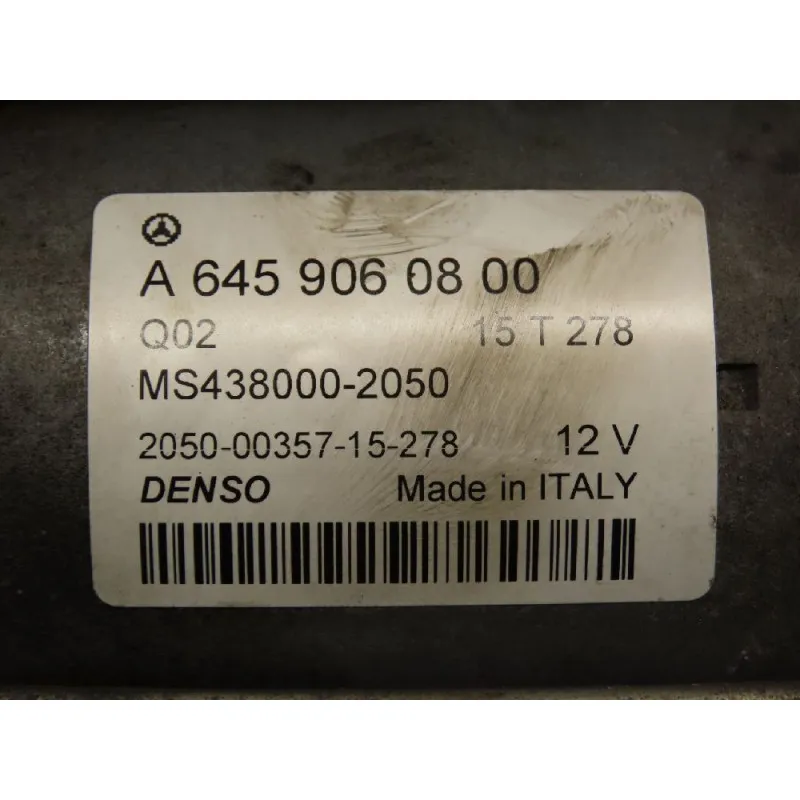 A 645 906 08 00
Q02 15 T 278
MS438000-2050
2050-00357-15-278 12 V
DENSO Made in ITALY